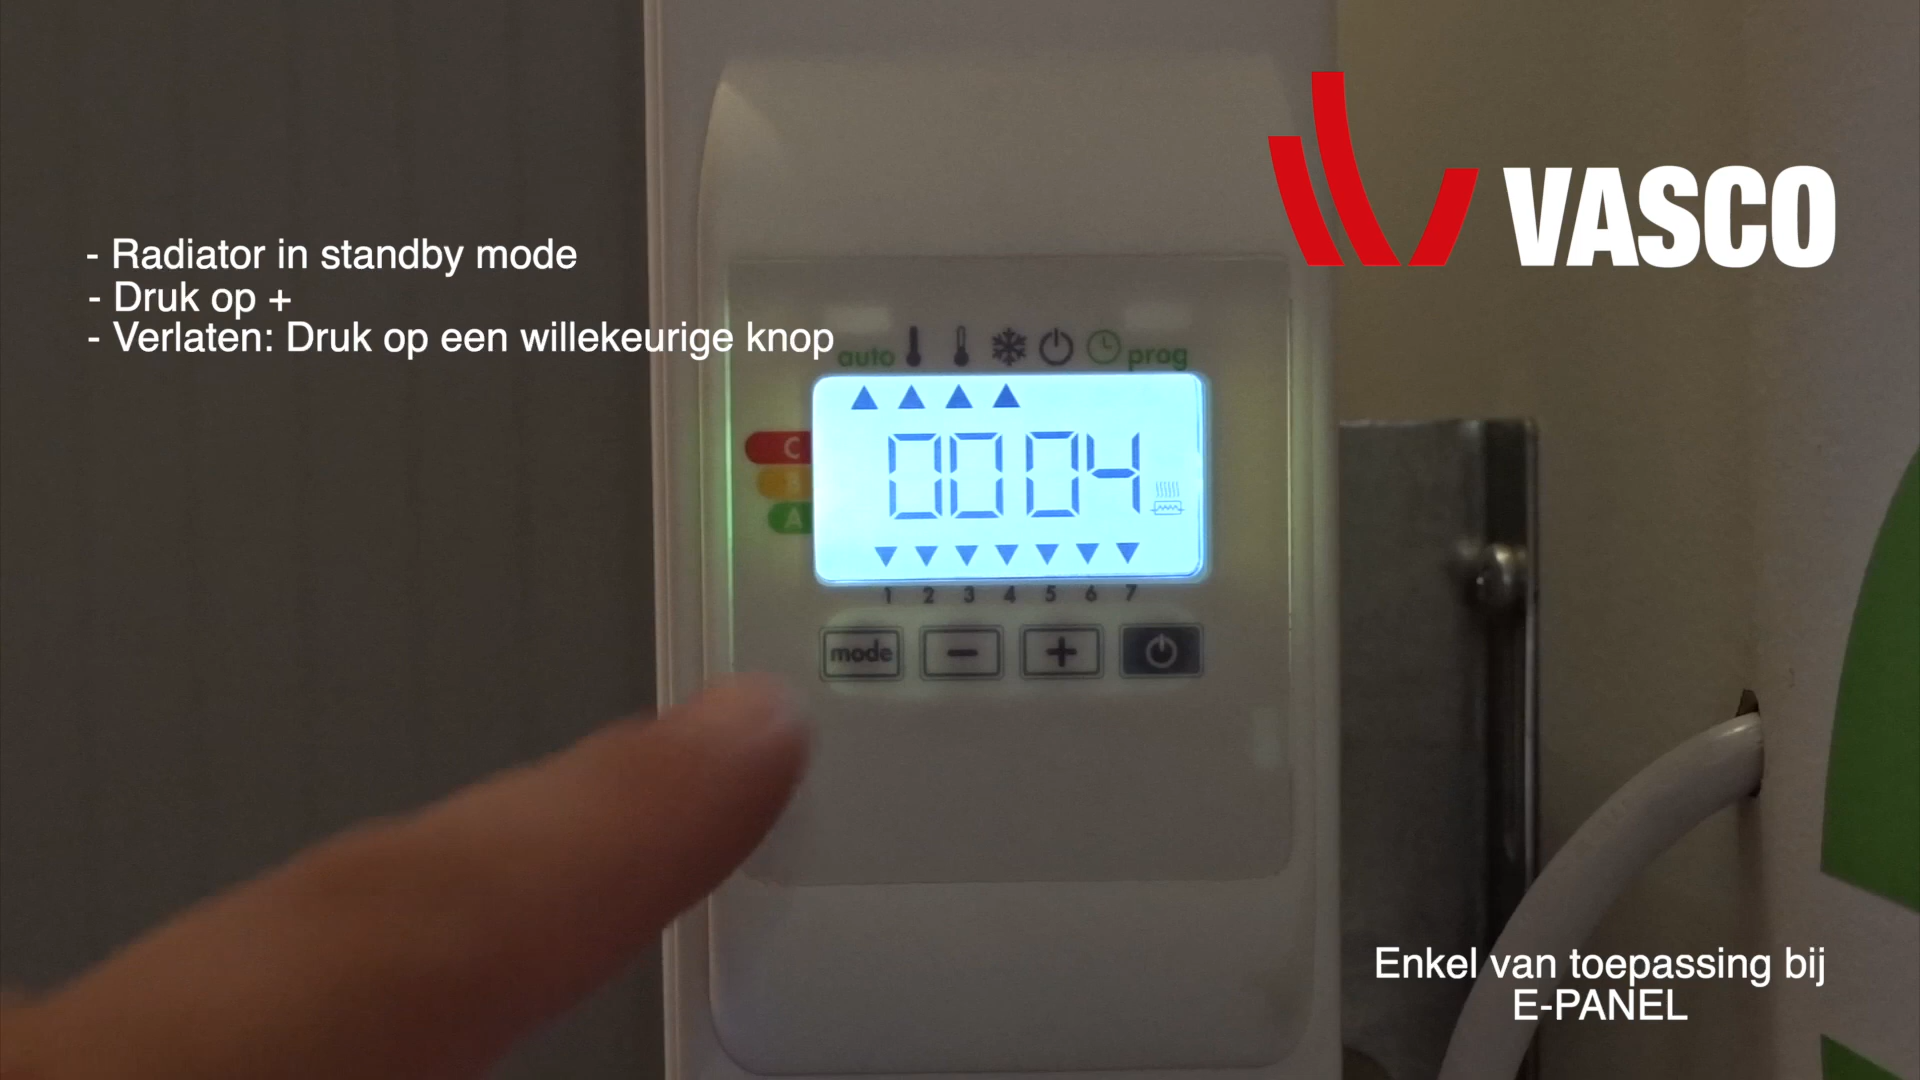 VASCO
- Radiator in standby mode
- Druk op +
- Verlaten: Druk op een willekeurige knop
auto prog
C
B
A
0004
1 2 3 4 5 6 7
mode - +
Enkel van toepassing bij
E-PANEL